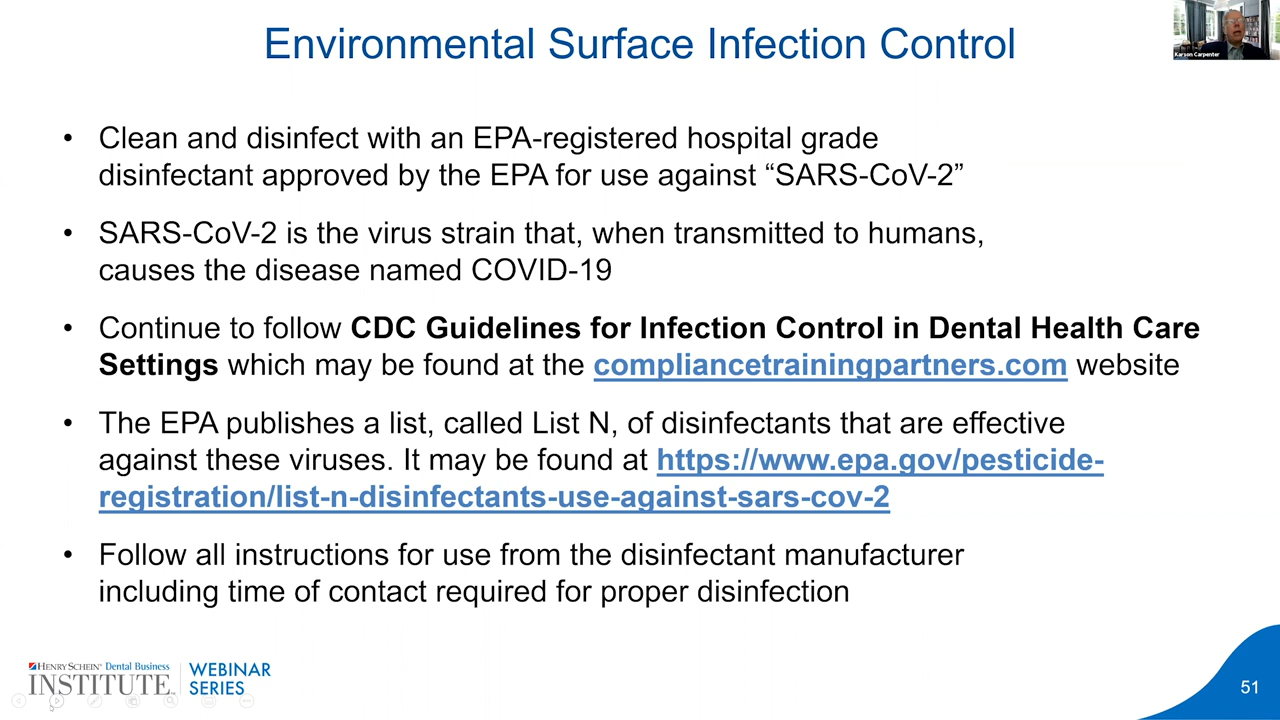 Environmental Surface Infection Control
Karson Carpenter
• Clean and disinfect with an EPA-registered hospital grade
disinfectant approved by the EPA for use against “SARS-CoV-2”
• SARS-CoV-2 is the virus strain that, when transmitted to humans,
causes the disease named COVID-19
• Continue to follow CDC Guidelines for Infection Control in Dental Health Care
Settings which may be found at the compliancetrainingpartners.com website
• The EPA publishes a list, called List N, of disinfectants that are effective
against these viruses. It may be found at https://www.epa.gov/pesticide-
registration/list-n-disinfectants-use-against-sars-cov-2
• Follow all instructions for use from the disinfectant manufacturer
including time of contact required for proper disinfection
HENRY SCHEIN® Dental Business
INSTITUTE™
WEBINAR
SERIES
51